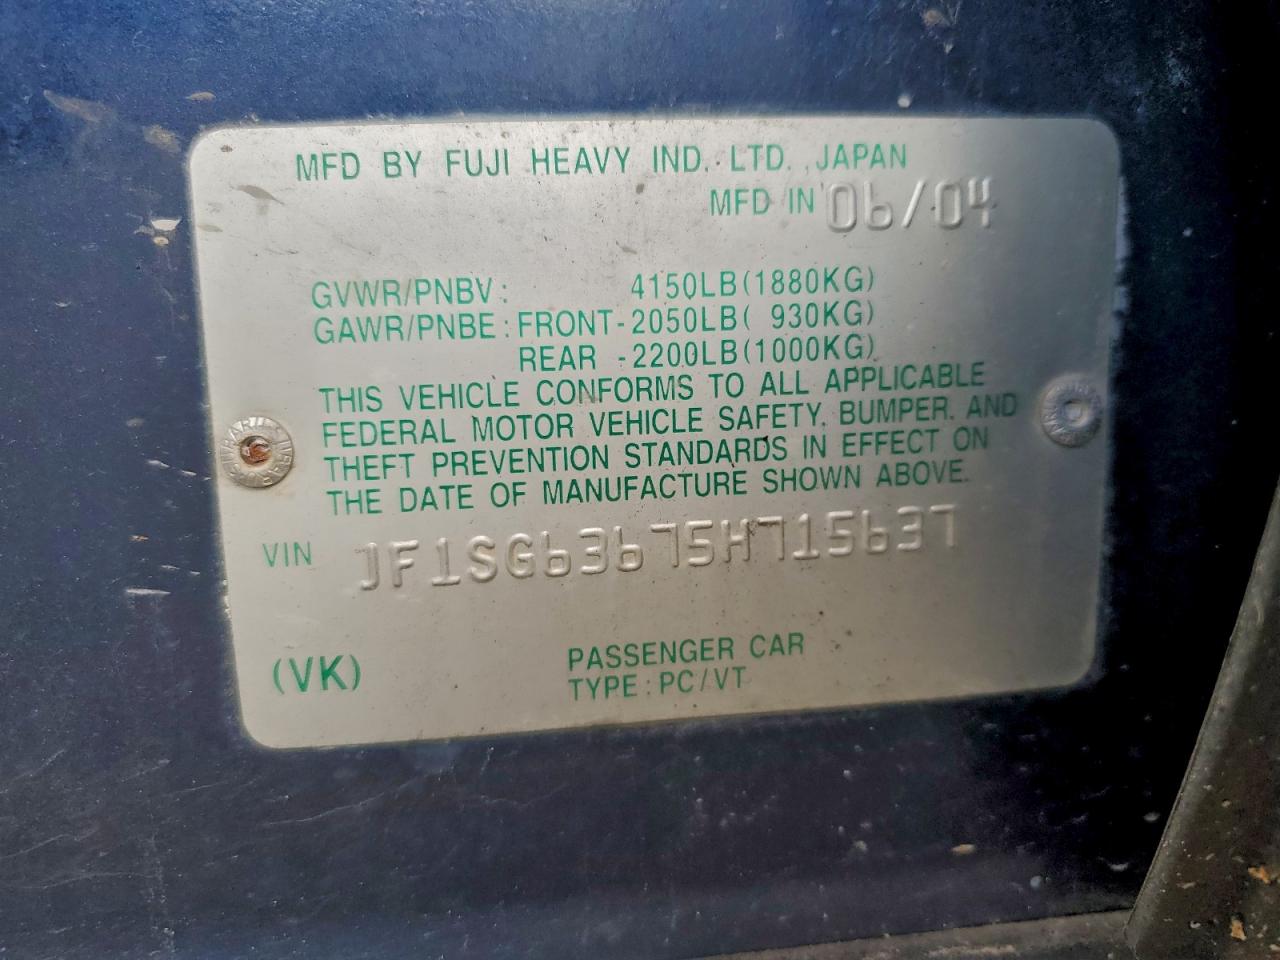 MFD BY FUJI HEAVY IND. LTD., JAPAN
MFD IN 06/04
GVWR/PNBV: 4150LB(1880KG)
GAWR/PNBE: FRONT-2050LB( 930KG)
REAR -2200LB(1000KG)
THIS VEHICLE CONFORMS TO ALL APPLICABLE
FEDERAL MOTOR VEHICLE SAFETY, BUMPER, AND
THEFT PREVENTION STANDARDS IN EFFECT ON
THE DATE OF MANUFACTURE SHOWN ABOVE.
VIN JF1SG63675H715637
(VK)
PASSENGER CAR
TYPE: PC/VT